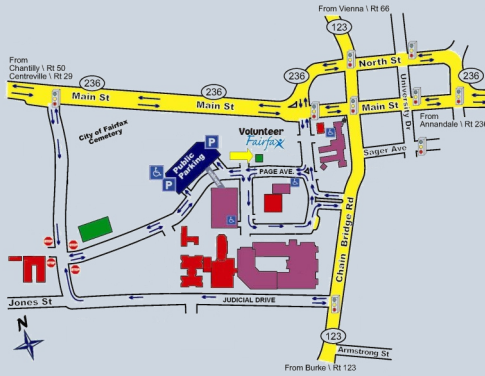 From Vienna \ Rt 66
123
From
Chantilly \ Rt 50
Centreville \ Rt 29
North St
236
236
236
236
Main St
Main St
Main St
University Dr
From
Annandale \ Rt 236
City of Fairfax
Cemetery
P
Volunteer
Fairfax
Public
Parking
P
PAGE AVE.
Sager Ave
Chain Bridge Rd
Jones St
JUDICIAL DRIVE
N
123
Armstrong St
From Burke \ Rt 123